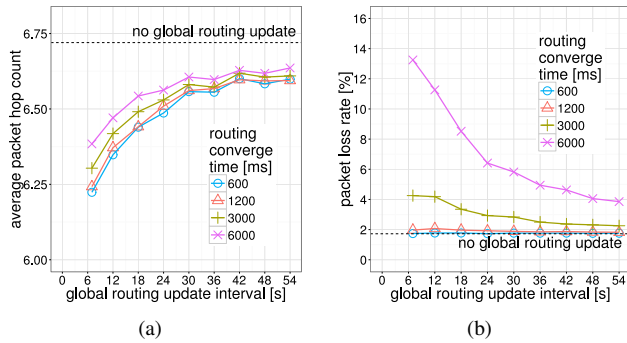 average packet hop count
6.75
6.50
6.25
6.00
no global routing update
routing
converge
time [ms]
600
1200
3000
6000
0 6 12 18 24 30 36 42 48 54
global routing update interval [s]
(a)
packet loss rate [%]
16
14
12
10
8
6
4
2
0
routing
converge
time [ms]
600
1200
3000
6000
no global routing update
0 6 12 18 24 30 36 42 48 54
global routing update interval [s]
(b)